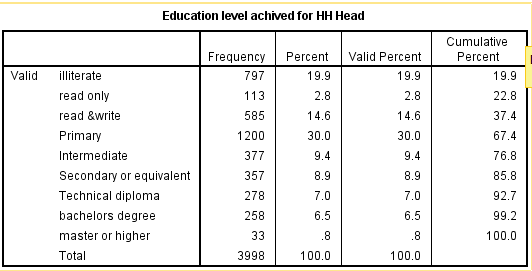 Education level achived for HH Head
Frequency Percent Valid Percent Cumulative Percent
Valid illiterate 797 19.9 19.9 19.9
read only 113 2.8 2.8 22.8
read &write 585 14.6 14.6 37.4
Primary 1200 30.0 30.0 67.4
Intermediate 377 9.4 9.4 76.8
Secondary or equivalent 357 8.9 8.9 85.8
Technical diploma 278 7.0 7.0 92.7
bachelors degree 258 6.5 6.5 99.2
master or higher 33 .8 .8 100.0
Total 3998 100.0 100.0